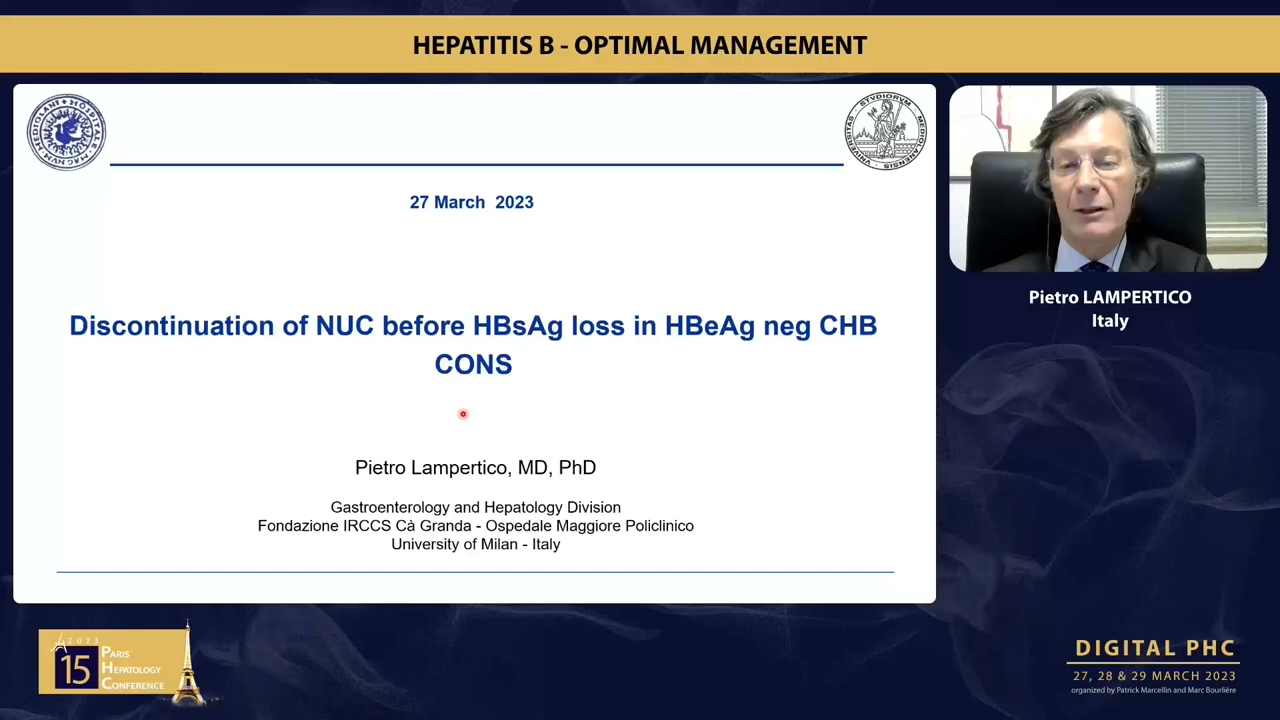 HEPATITIS B - OPTIMAL MANAGEMENT
27 March 2023
Discontinuation of NUC before HBsAg loss in HBeAg neg CHB
CONS
Pietro Lampertico, MD, PhD
Gastroenterology and Hepatology Division
Fondazione IRCCS Cà Granda - Ospedale Maggiore Policlinico
University of Milan - Italy
Pietro LAMPERTICO
Italy
2023
15
PARIS
HEPATOLOGY
CONFERENCE
DIGITAL PHC
27, 28 & 29 MARCH 2023
organized by Patrick Marcellin and Marc Bourlière